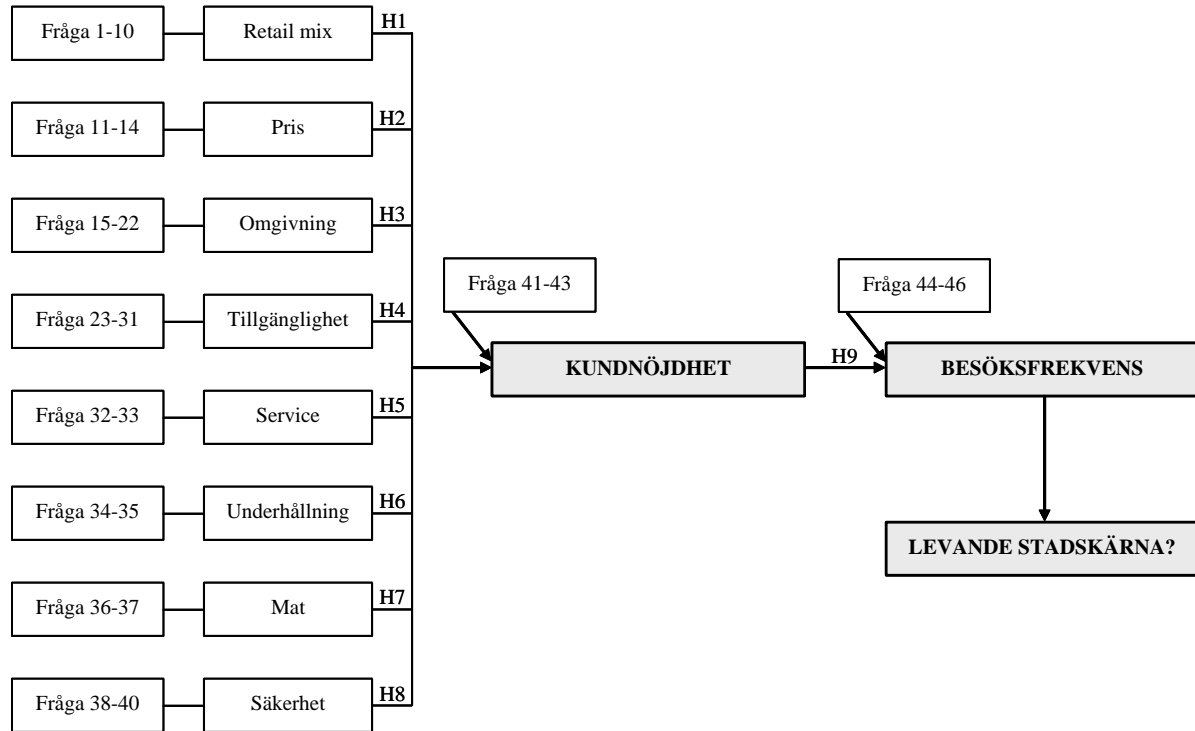 Fråga 1-10
Retail mix
H1
Fråga 11-14
Pris
H2
Fråga 15-22
Omgivning
H3
Fråga 23-31
Tillgänglighet
H4
Fråga 41-43
Fråga 44-46
KUNDNÖJDHET
H9
BESÖKSFREKVENS
Fråga 32-33
Service
H5
Fråga 34-35
Underhållning
H6
LEVANDE STADSKÄRNA?
Fråga 36-37
Mat
H7
Fråga 38-40
Säkerhet
H8